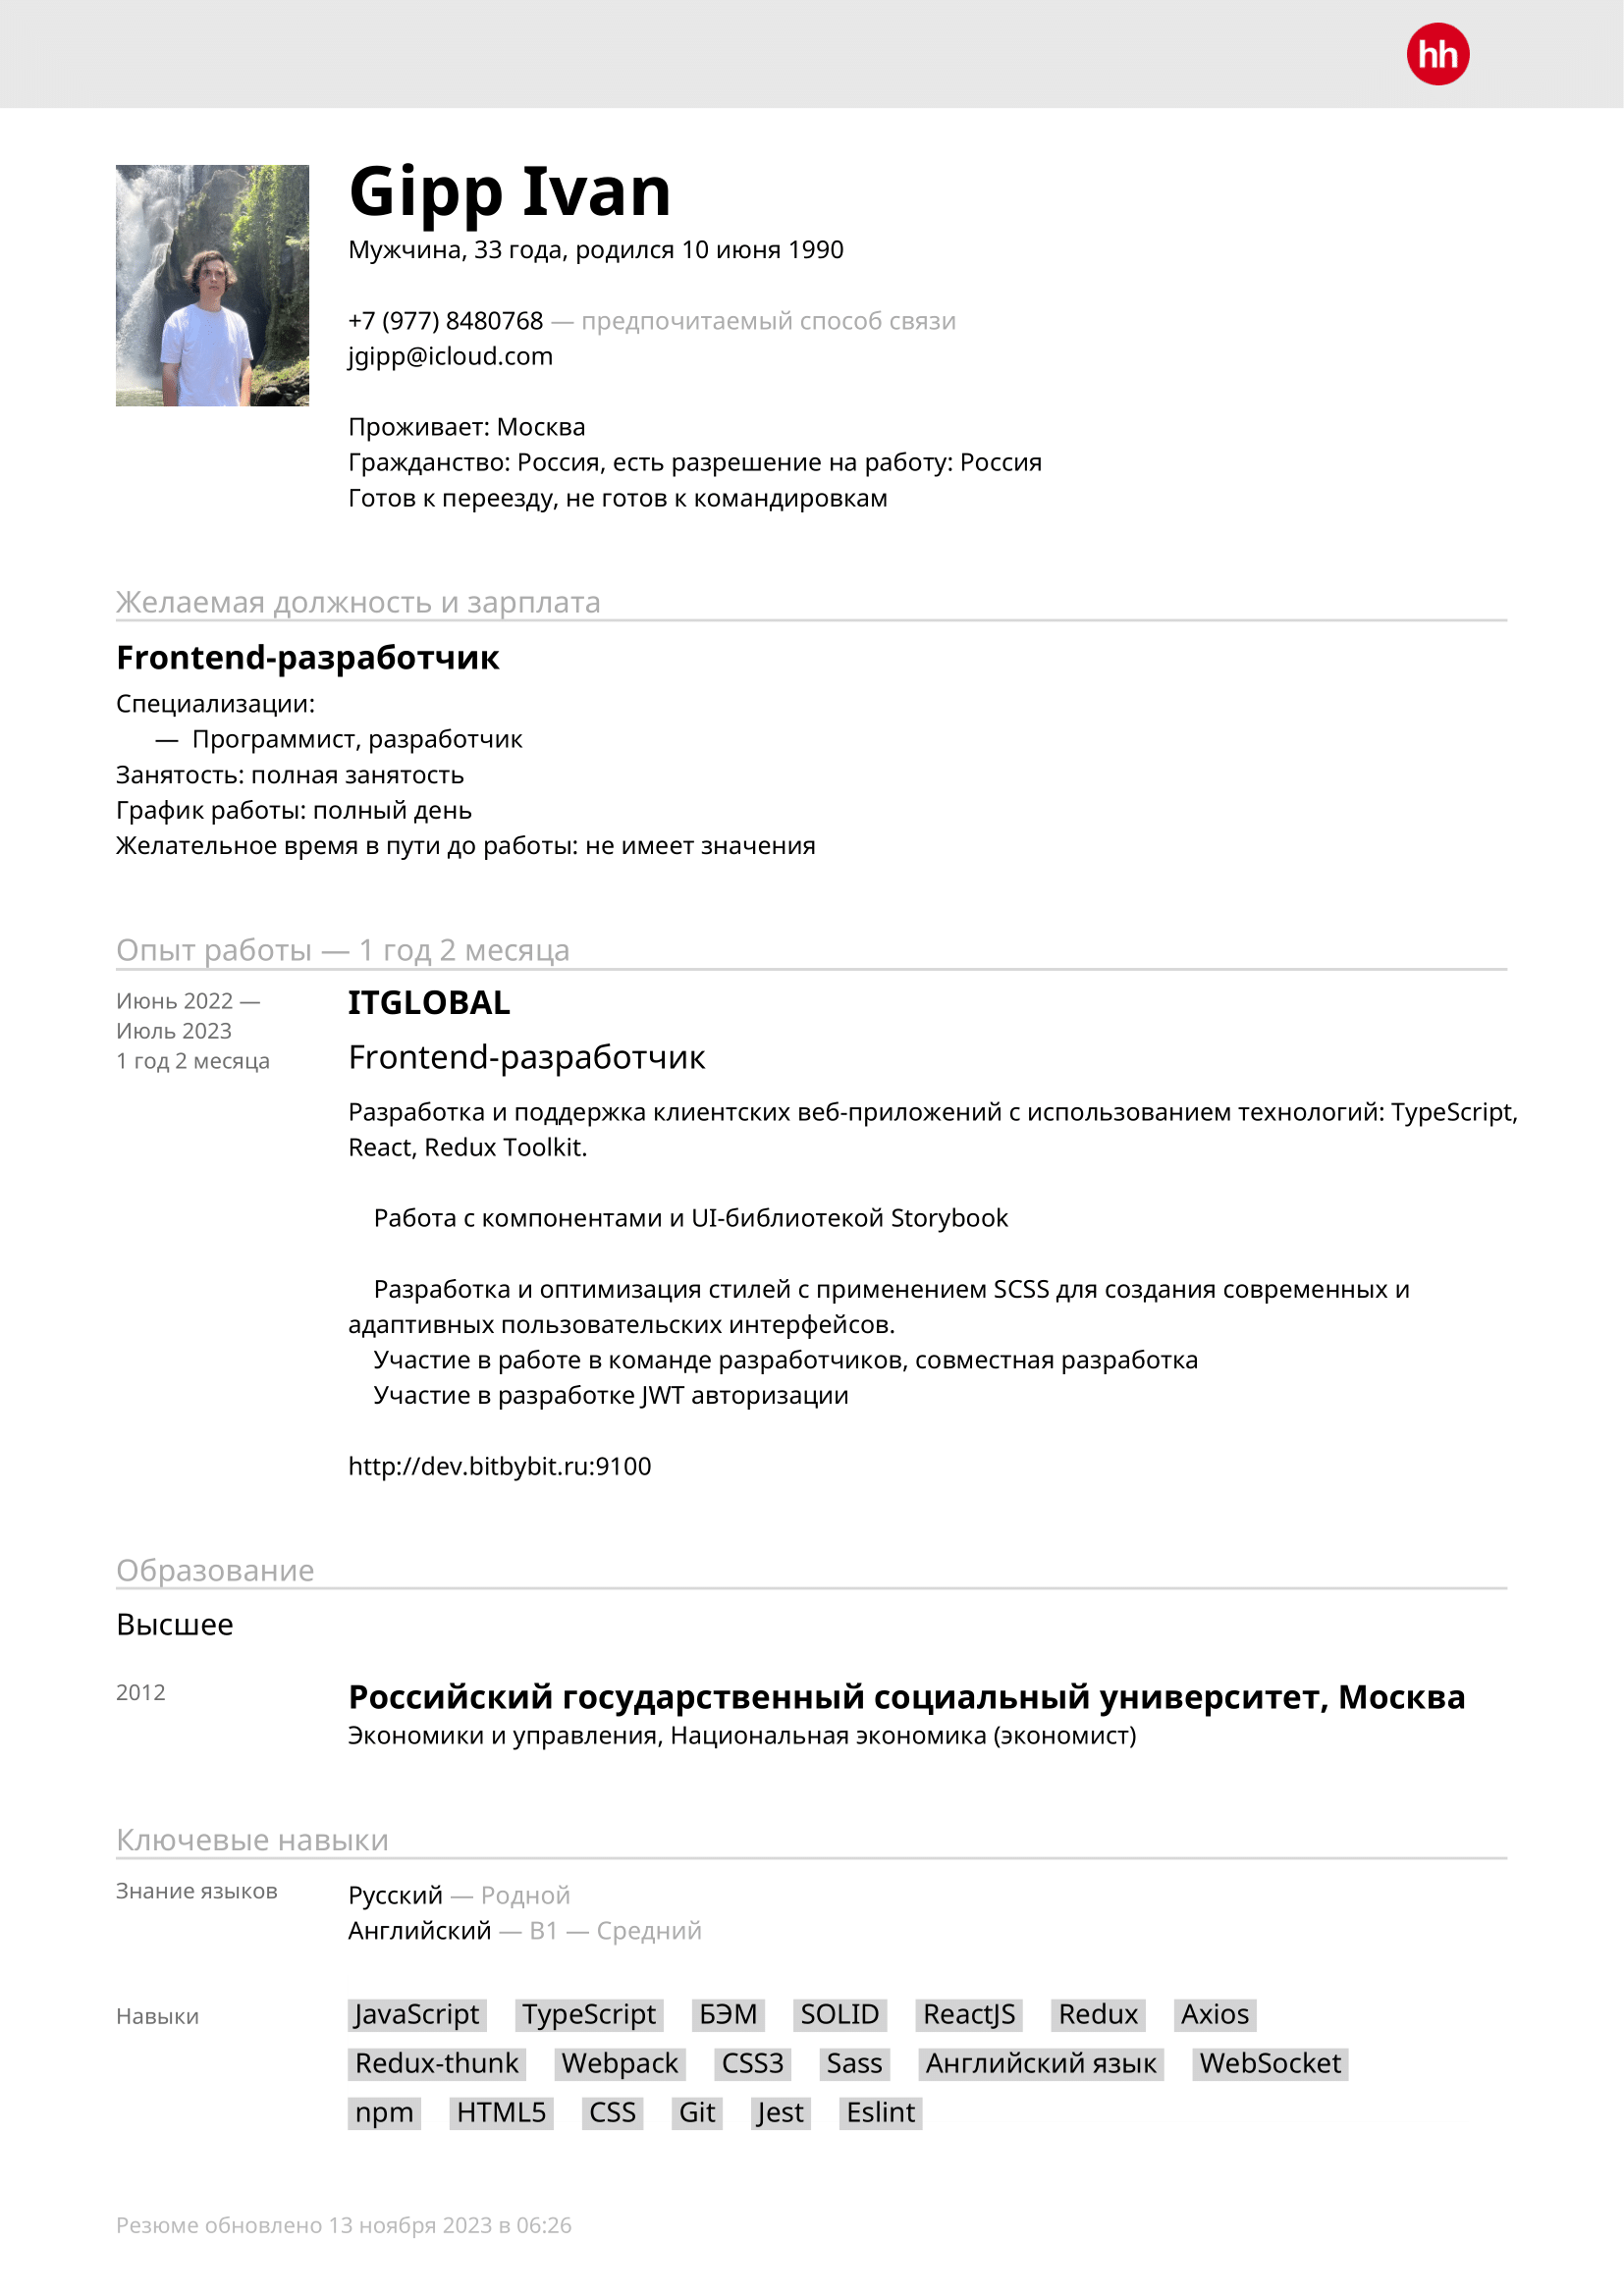 hh
Gipp Ivan
Мужчина, 33 года, родился 10 июня 1990
+7 (977) 8480768 — предпочитаемый способ связи
jgipp@icloud.com
Проживает: Москва
Гражданство: Россия, есть разрешение на работу: Россия
Готов к переезду, не готов к командировкам
Желаемая должность и зарплата
Frontend-разработчик
Специализации:
— Программист, разработчик
Занятость: полная занятость
График работы: полный день
Желательное время в пути до работы: не имеет значения
Опыт работы — 1 год 2 месяца
Июнь 2022 —
Июль 2023
1 год 2 месяца
ITGLOBAL
Frontend-разработчик
Разработка и поддержка клиентских веб-приложений с использованием технологий: TypeScript,
React, Redux Toolkit.
Работа с компонентами и UI-библиотекой Storybook
Разработка и оптимизация стилей с применением SCSS для создания современных и
адаптивных пользовательских интерфейсов.
Участие в работе в команде разработчиков, совместная разработка
Участие в разработке JWT авторизации
http://dev.bitbybit.ru:9100
Образование
Высшее
2012
Российский государственный социальный университет, Москва
Экономики и управления, Национальная экономика (экономист)
Ключевые навыки
Знание языков
Русский — Родной
Английский — B1 — Средний
Навыки
JavaScript TypeScript БЭМ SOLID ReactJS Redux Axios
Redux-thunk Webpack CSS3 Sass Английский язык WebSocket
npm HTML5 CSS Git Jest Eslint
Резюме обновлено 13 ноября 2023 в 06:26